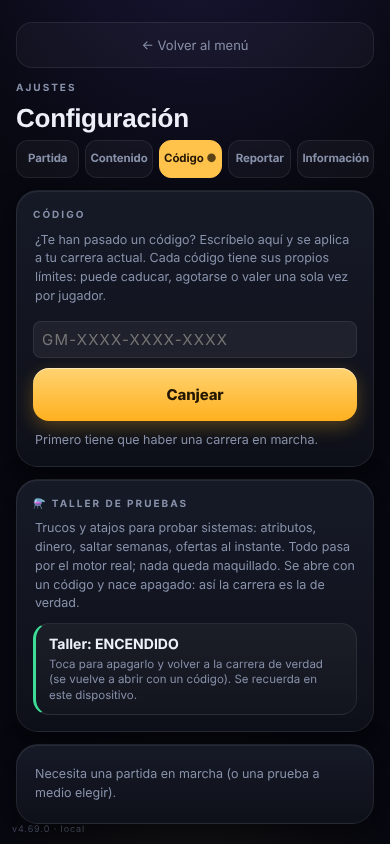 ← Volver al menú
AJUSTES
Configuración
Partida
Contenido
Código
Reportar
Información
CÓDIGO
¿Te han pasado un código? Escríbelo aquí y se aplica
a tu carrera actual. Cada código tiene sus propios
límites: puede caducar, agotarse o valer una sola vez
por jugador.
GM-XXXX-XXXX-XXXX
Canjear
Primero tiene que haber una carrera en marcha.
TALLER DE PRUEBAS
Trucos y atajos para probar sistemas: atributos,
dinero, saltar semanas, ofertas al instante. Todo pasa
por el motor real; nada queda maquillado. Se abre con
un código y nace apagado: así la carrera es la de
verdad.
Taller: ENCENDIDO
Toca para apagarlo y volver a la carrera de verdad
(se vuelve a abrir con un código). Se recuerda en
este dispositivo.
Necesita una partida en marcha (o una prueba a
medio elegir).
v4.69.0 · local